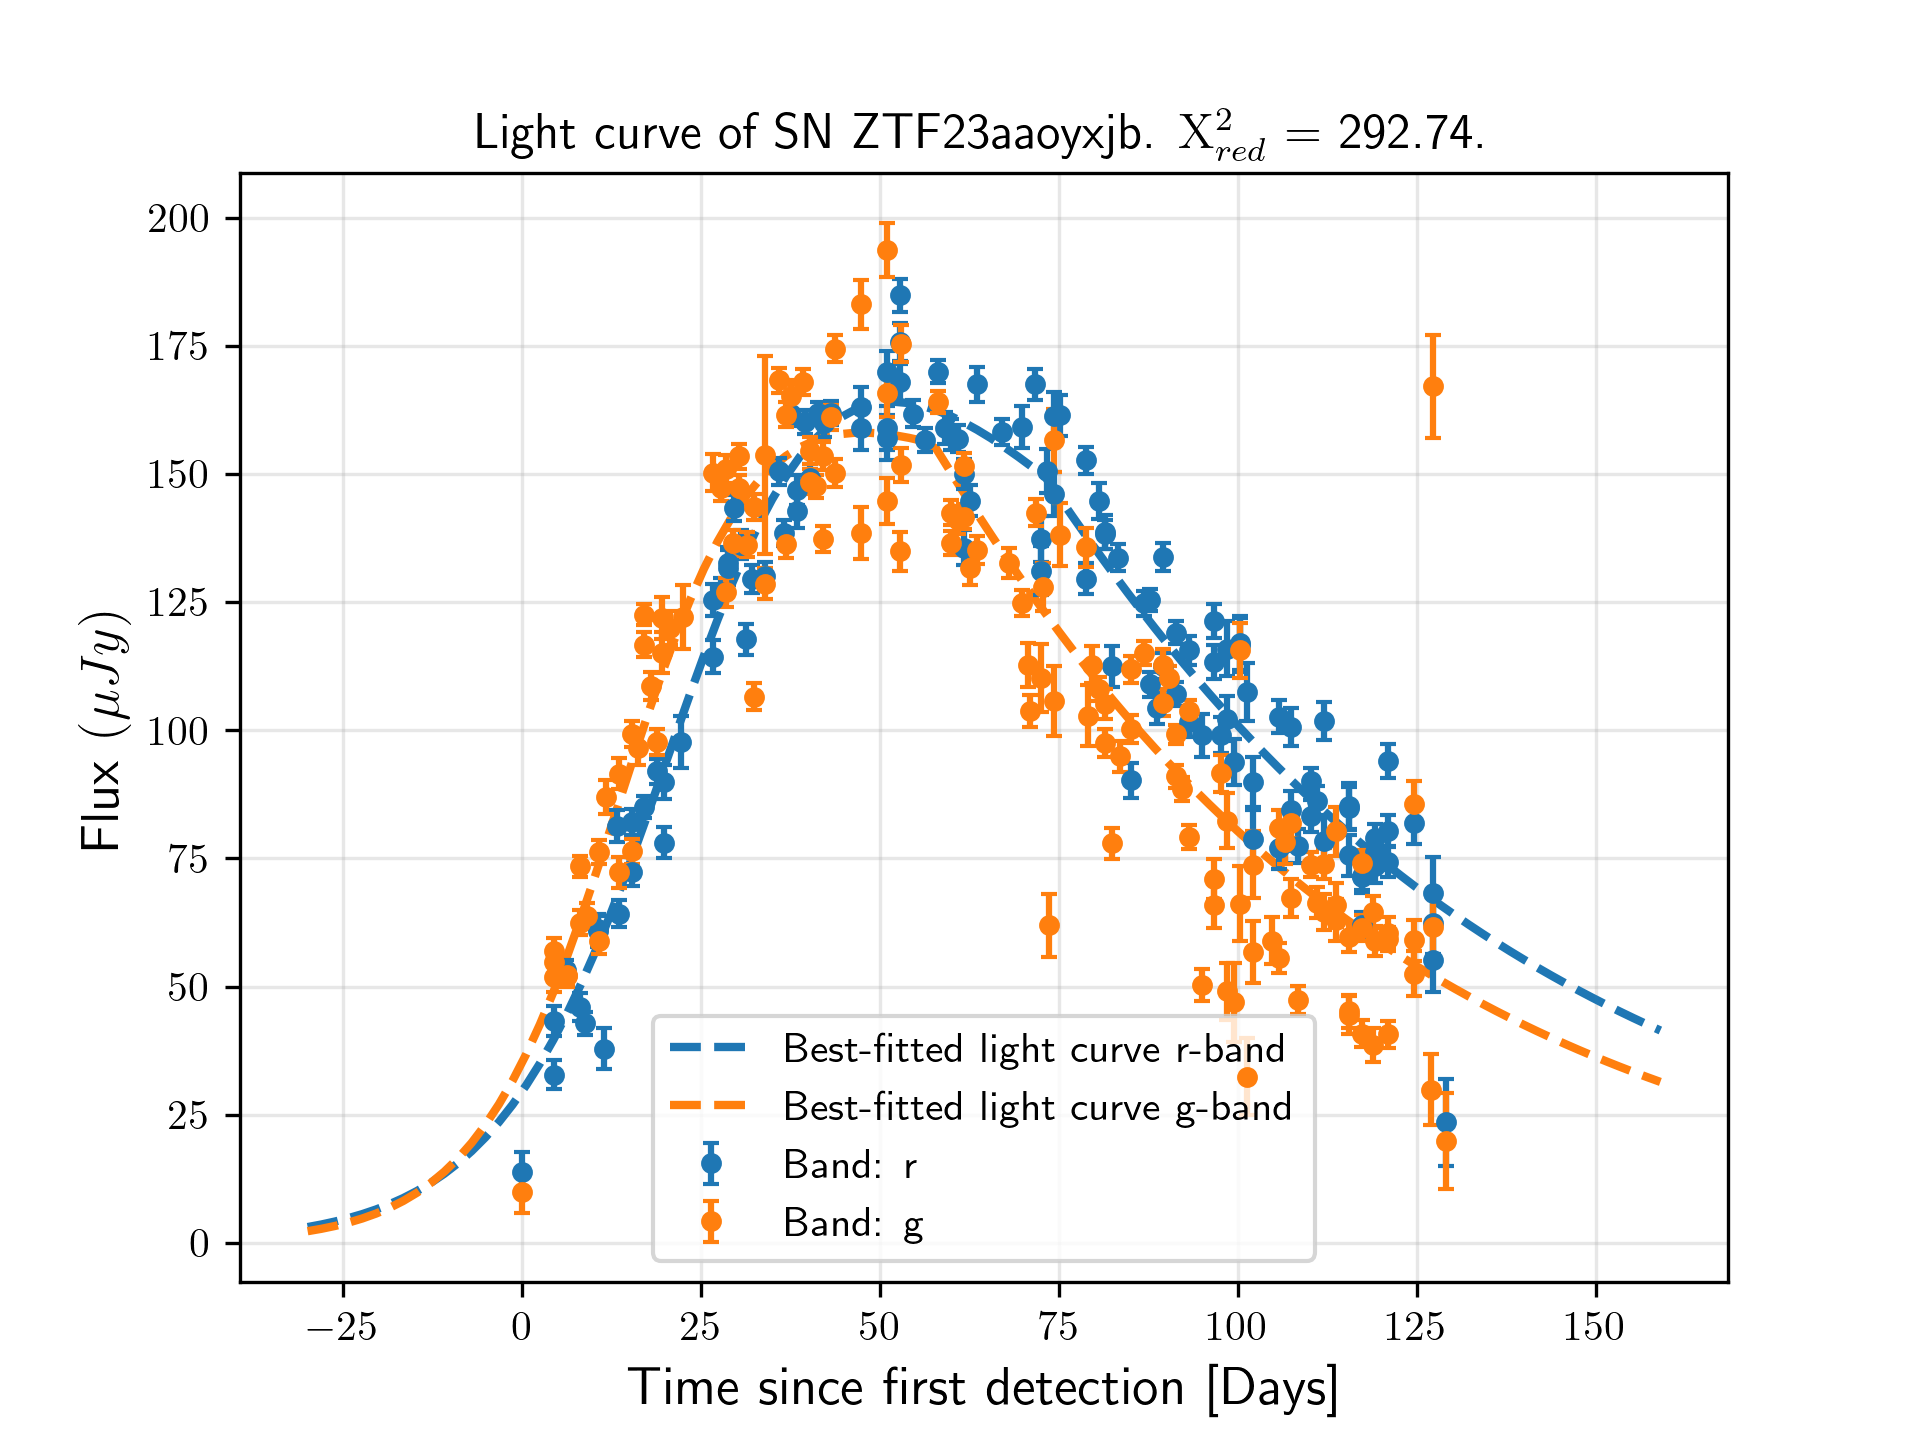 Light curve of SN ZTF23aaoyxjb. X²red = 292.74.
200
175
150
125
100
75
50
25
0
Flux (μJy)
Best-fitted light curve r-band
Best-fitted light curve g-band
Band: r
Band: g
−25 0 25 50 75 100 125 150
Time since first detection [Days]